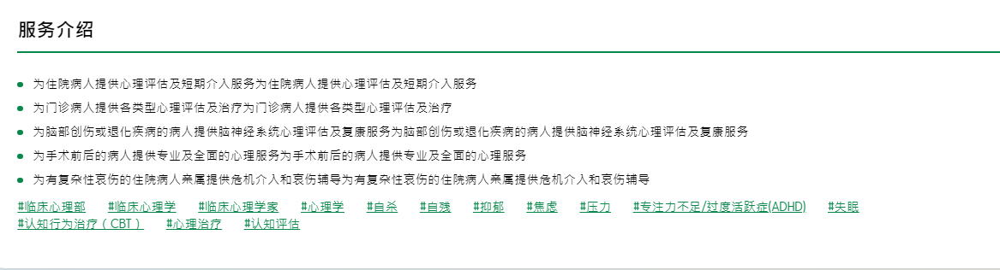 服务介绍
为住院病人提供心理评估及短期介入服务为住院病人提供心理评估及短期介入服务
为门诊病人提供各类型心理评估及治疗为门诊病人提供各类型心理评估及治疗
为脑部创伤或退化疾病的病人提供脑神经系统心理评估及复康服务为脑部创伤或退化疾病的病人提供脑神经系统心理评估及复康服务
为手术前后的病人提供专业及全面的心理服务为手术前后的病人提供专业及全面的心理服务
为有复杂性哀伤的住院病人亲属提供危机介入和哀伤辅导为有复杂性哀伤的住院病人亲属提供危机介入和哀伤辅导
#临床心理部 #临床心理学 #临床心理学家 #心理学 #自杀 #自残 #抑郁 #焦虑 #压力 #专注力不足/过度活跃症(ADHD) #失眠
#认知行为治疗（CBT） #心理治疗 #认知评估